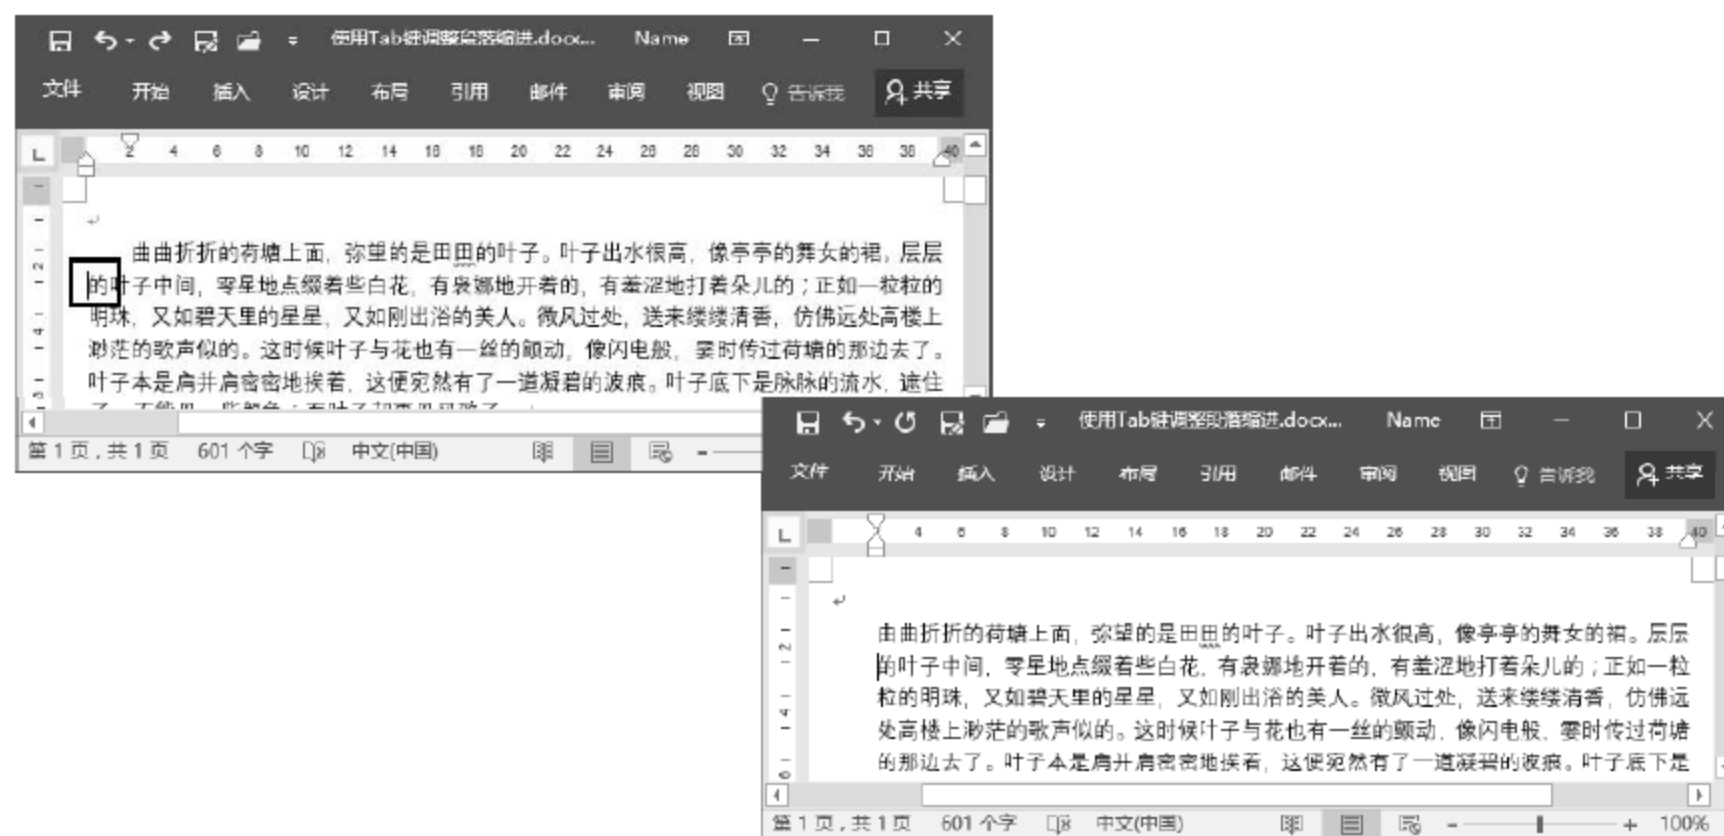 使用Tab键调整段落缩进.docx... Name
文件 开始 插入 设计 布局 引用 邮件 审阅 视图 告诉我 共享
L 2 4 6 8 10 12 14 16 18 20 22 24 26 28 30 32 34 36 38 40
曲曲折折的荷塘上面，弥望的是田田的叶子。叶子出水很高，像亭亭的舞女的裙。层层
的叶子中间，零星地点缀着些白花，有袅娜地开着的，有羞涩地打着朵儿的；正如一粒粒的
明珠，又如碧天里的星星，又如刚出浴的美人。微风过处，送来缕缕清香，仿佛远处高楼上
渺茫的歌声似的。这时候叶子与花也有一丝的颤动，像闪电般，霎时传过荷塘的那边去了。
叶子本是肩并肩密密地挨着，这便宛然有了一道凝碧的波痕。叶子底下是脉脉的流水，遮住
第 1 页，共 1 页 601 个字 中文(中国)
使用Tab键调整段落缩进.docx... Name
文件 开始 插入 设计 布局 引用 邮件 审阅 视图 告诉我 共享
L 4 6 8 10 12 14 16 18 20 22 24 26 28 30 32 34 36 38 40
曲曲折折的荷塘上面，弥望的是田田的叶子。叶子出水很高，像亭亭的舞女的裙。层层
的叶子中间，零星地点缀着些白花，有袅娜地开着的，有羞涩地打着朵儿的；正如一粒
粒的明珠，又如碧天里的星星，又如刚出浴的美人。微风过处，送来缕缕清香，仿佛远
处高楼上渺茫的歌声似的。这时候叶子与花也有一丝的颤动，像闪电般，霎时传过荷塘
的那边去了。叶子本是肩并肩密密地挨着，这便宛然有了一道凝碧的波痕。叶子底下是
第 1 页，共 1 页 601 个字 中文(中国) 100%